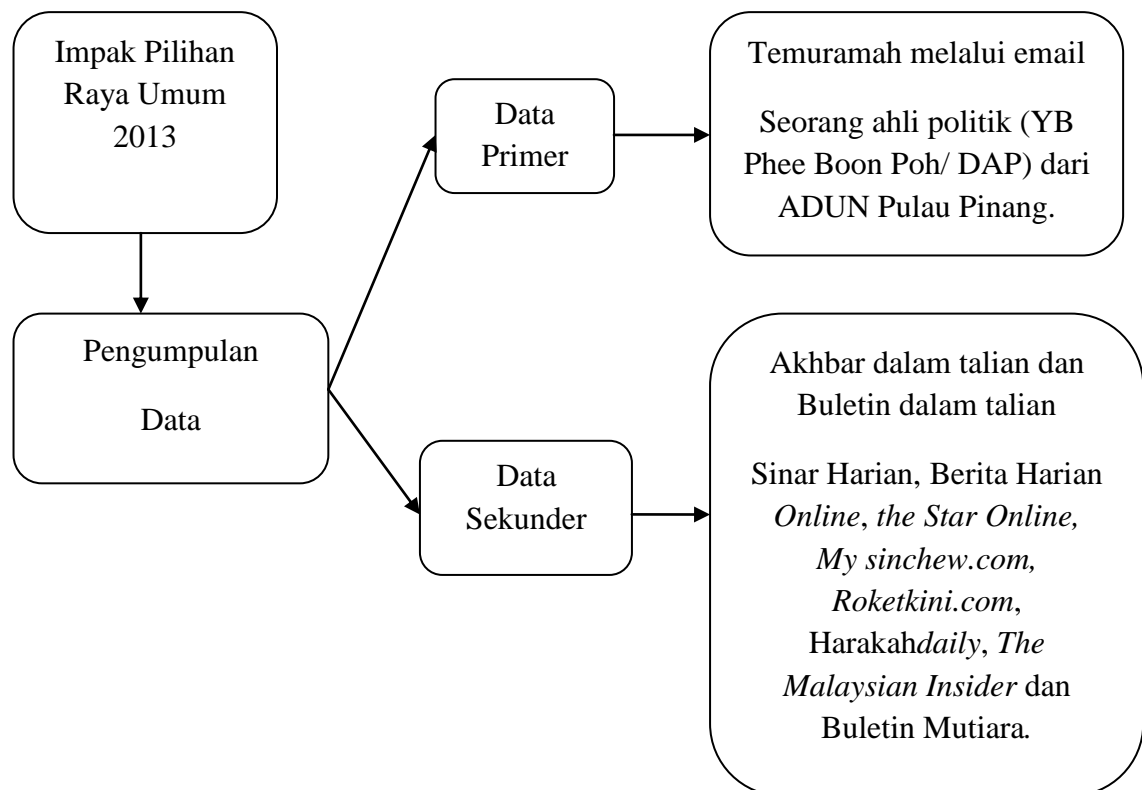 Impak Pilihan
Raya Umum
2013
Pengumpulan
Data
Data
Primer
Temuramah melalui email
Seorang ahli politik (YB
Phee Boon Poh/ DAP) dari
ADUN Pulau Pinang.
Data
Sekunder
Akhbar dalam talian dan
Buletin dalam talian
Sinar Harian, Berita Harian
Online, the Star Online,
My sinchew.com,
Roketkini.com,
Harakahdaily, The
Malaysian Insider dan
Buletin Mutiara.